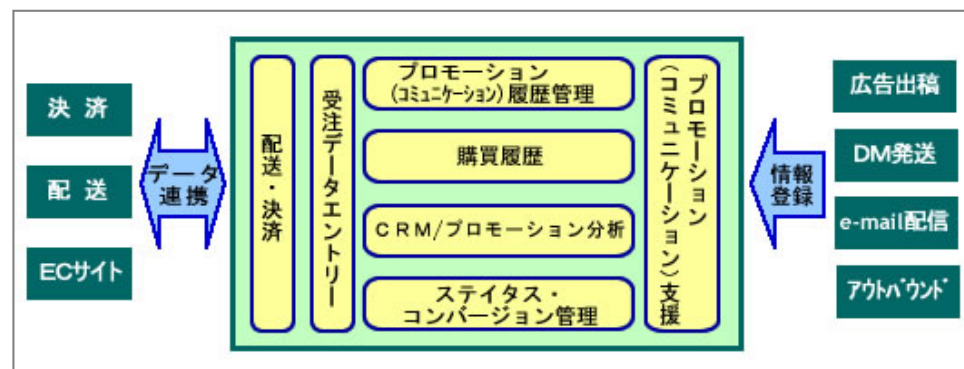 決済
配送
ECサイト
データ
連携
配送・決済
受注データエントリー
プロモーション
(コミュニケーション)履歴管理
購買履歴
CRM/プロモーション分析
ステイタス・
コンバージョン管理
プロモーション
(コミュニケーション)支援
情報
登録
広告出稿
DM発送
e-mail配信
アウトバウンド